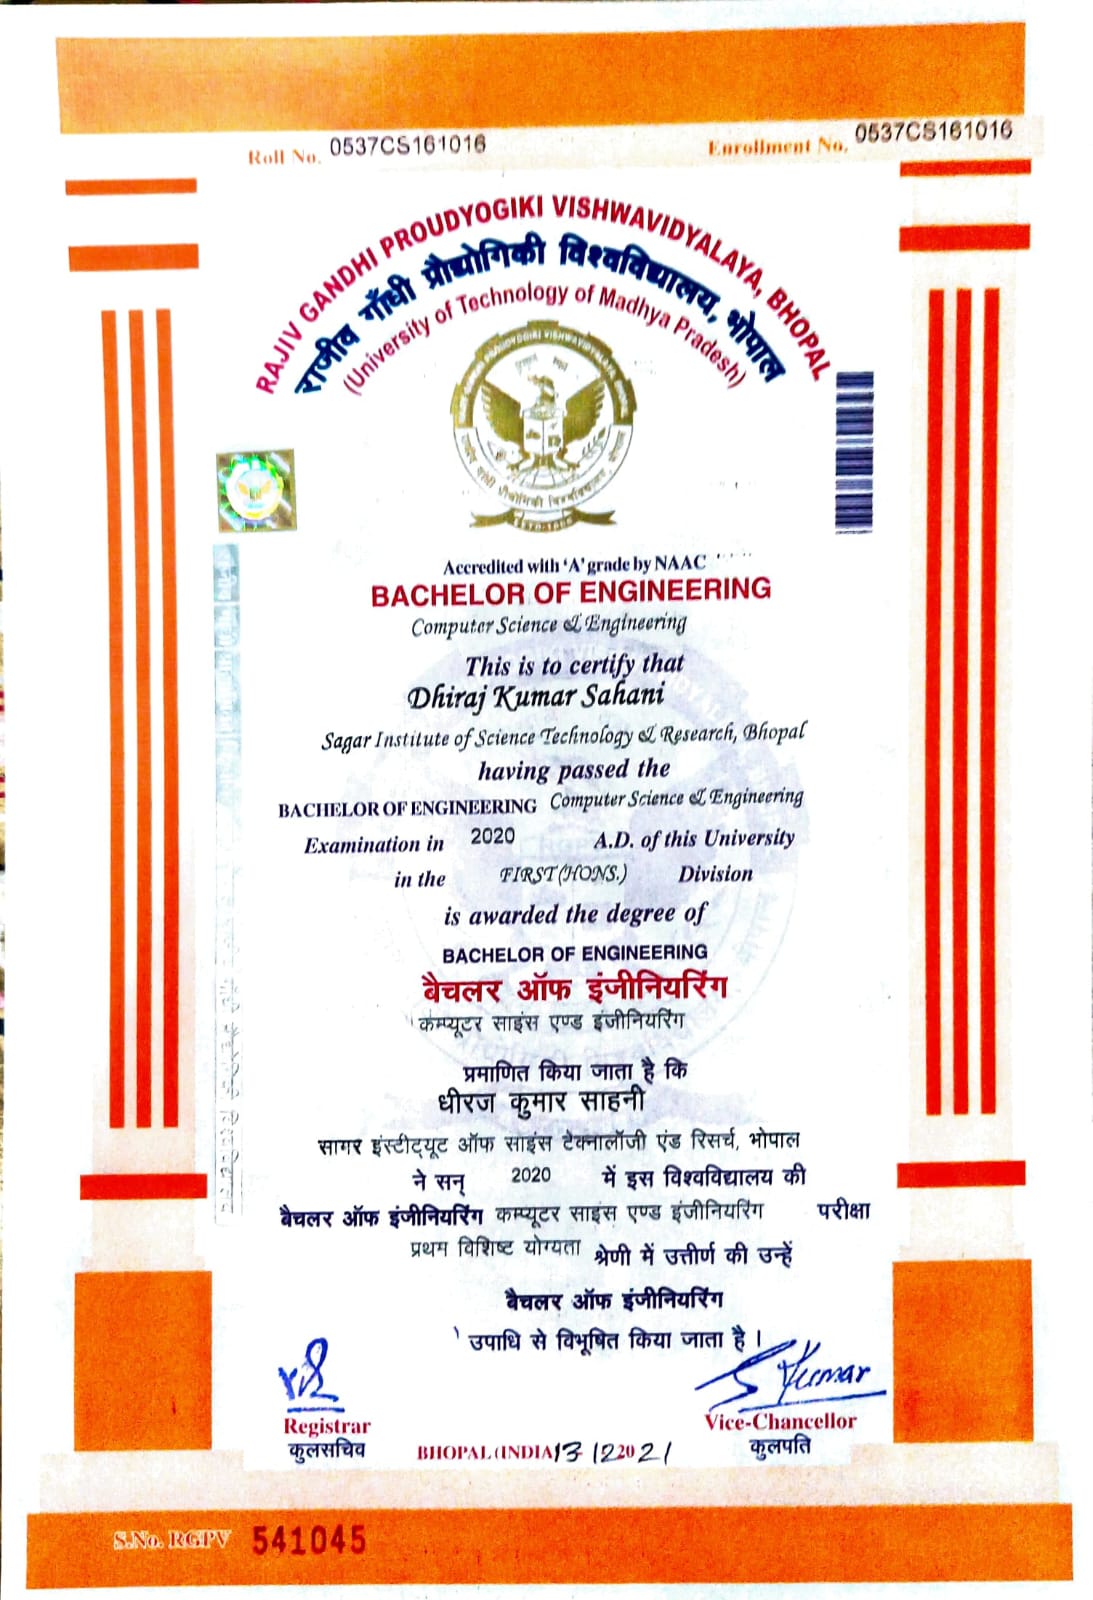 Roll No. 0537CS161016
Enrollment No. 0537CS161016
RAJIV GANDHI PROUDYOGIKI VISHWAVIDYALAYA, BHOPAL
राजीव गाँधी प्रौद्योगिकी विश्वविद्यालय, भोपाल
(University of Technology of Madhya Pradesh)
Accredited with ‘A’ grade by NAAC
BACHELOR OF ENGINEERING
Computer Science & Engineering
This is to certify that
Dhiraj Kumar Sahani
Sagar Institute of Science Technology & Research, Bhopal
having passed the
BACHELOR OF ENGINEERING Computer Science & Engineering
Examination in 2020 A.D. of this University
in the FIRST(HONS.) Division
is awarded the degree of
BACHELOR OF ENGINEERING
बैचलर ऑफ इंजीनियरिंग
कम्प्यूटर साइंस एण्ड इंजीनियरिंग
प्रमाणित किया जाता है कि
धीरज कुमार साहनी
सागर इंस्टीट्यूट ऑफ साइंस टेक्नालॉजी एंड रिसर्च, भोपाल
ने सन् 2020 में इस विश्वविद्यालय की
बैचलर ऑफ इंजीनियरिंग कम्प्यूटर साइंस एण्ड इंजीनियरिंग परीक्षा
प्रथम विशिष्ट योग्यता श्रेणी में उत्तीर्ण की उन्हें
बैचलर ऑफ इंजीनियरिंग
उपाधि से विभूषित किया जाता है ।
S Kumar
Registrar
Vice-Chancellor
कुलसचिव
कुलपति
BHOPAL (INDIA) 13 12 2021
S.No. RGPV 541045